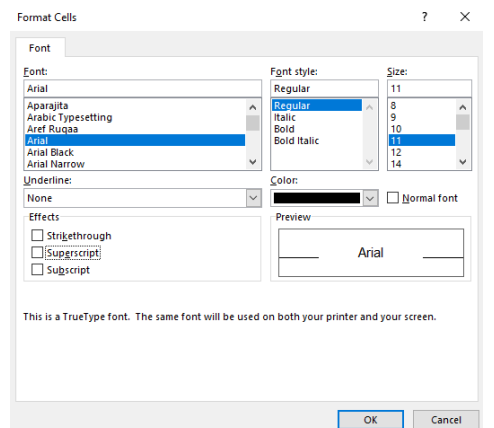 Format Cells ?
Font
Font: Font style: Size:
Arial Regular 11
Aparajita Regular 8
Arabic Typesetting Italic 9
Aref Ruqaa Bold 10
Arial Bold Italic 11
Arial Black 12
Arial Narrow 14
Underline: Color:
None Normal font
Effects Preview
Strikethrough
Superscript Arial
Subscript
This is a TrueType font. The same font will be used on both your printer and your screen.
OK Cancel